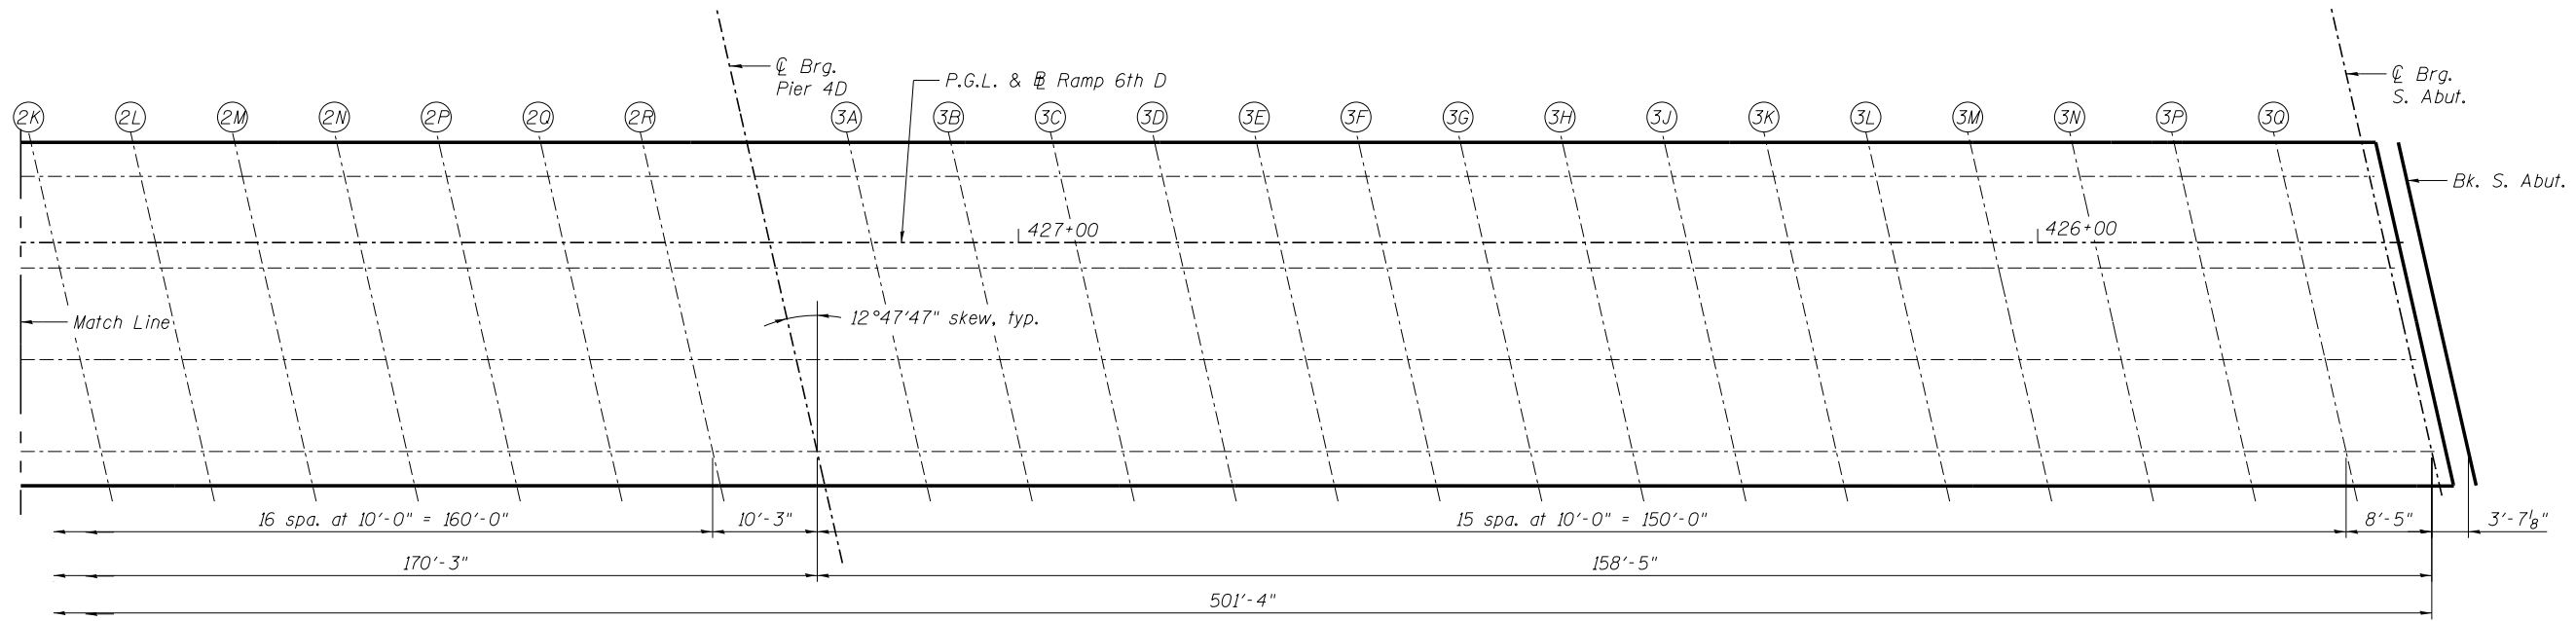 ℄ Brg.
Pier 4D
P.G.L. & ⅊ Ramp 6th D
℄ Brg.
S. Abut.
2K 2L 2M 2N 2P 2Q 2R 3A 3B 3C 3D 3E 3F 3G 3H 3J 3K 3L 3M 3N 3P 3Q
Bk. S. Abut.
427+00 426+00
Match Line
12°47'47" skew, typ.
16 spa. at 10'-0" = 160'-0" 10'-3" 15 spa. at 10'-0" = 150'-0" 8'-5" 3'-7⅛"
170'-3" 158'-5"
501'-4"